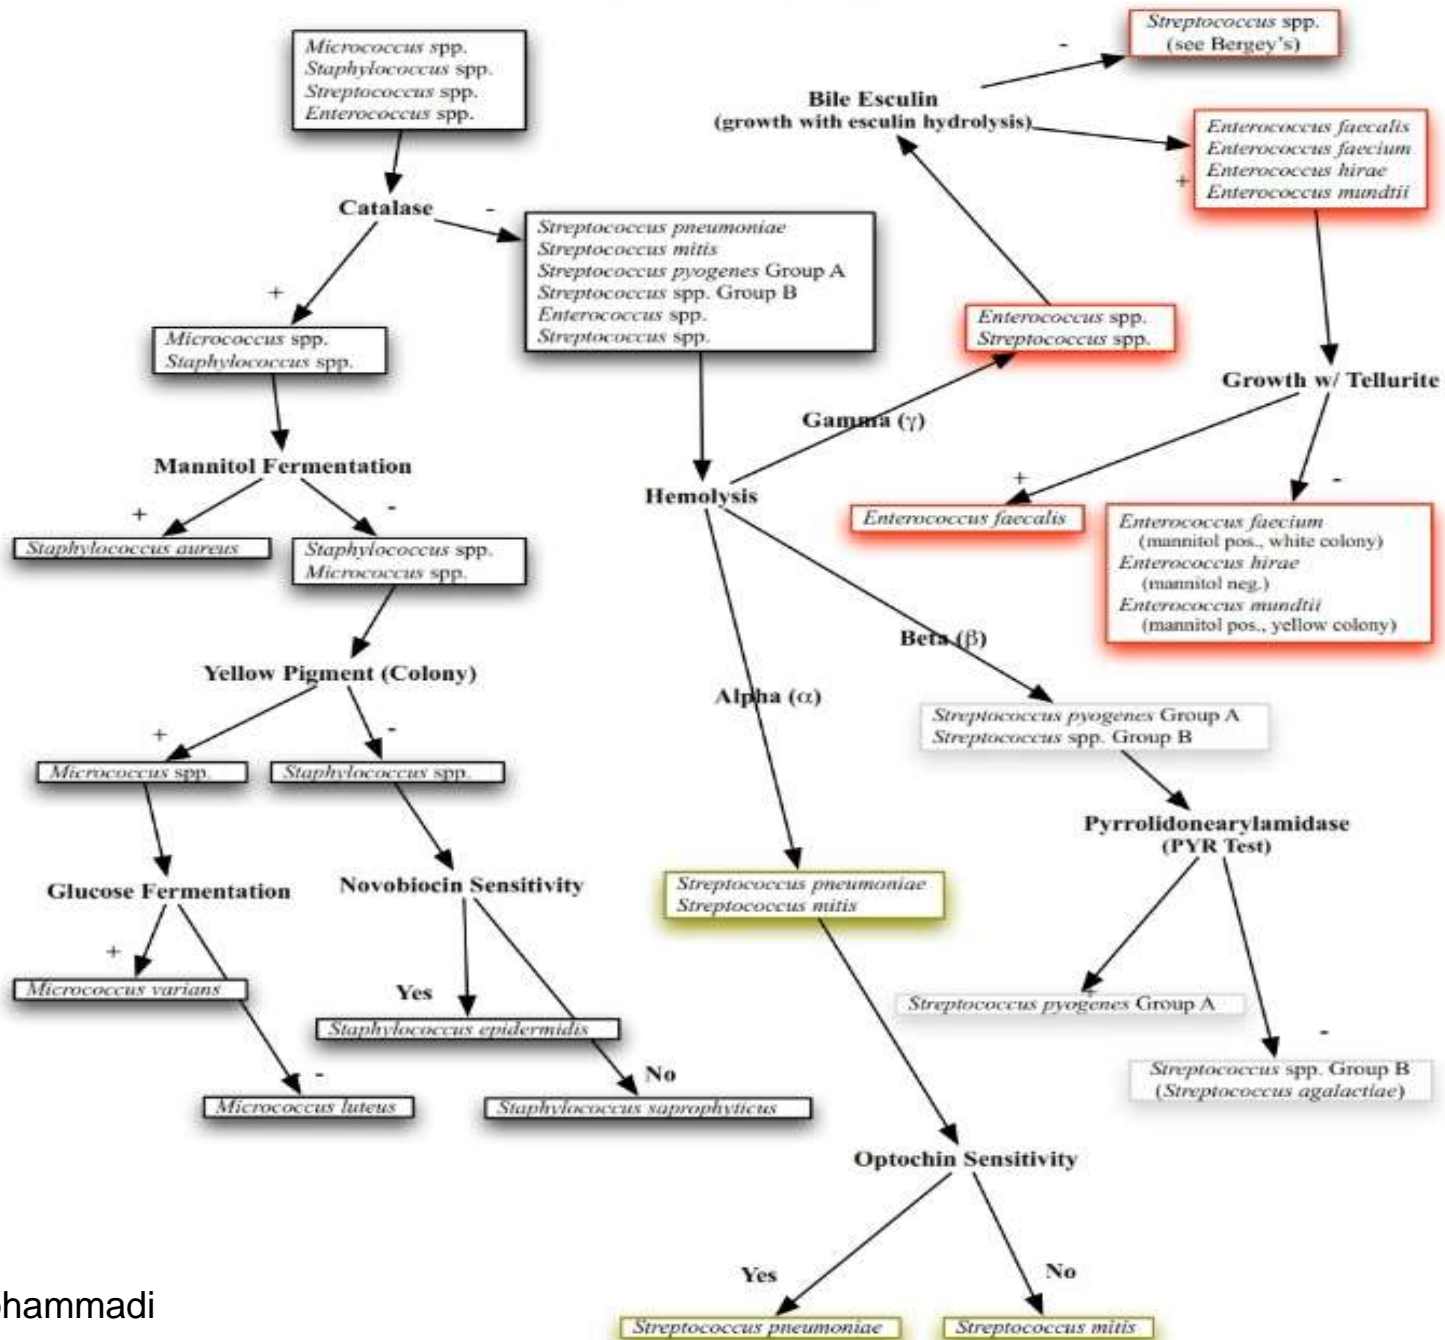 Micrococcus spp.
Staphylococcus spp.
Streptococcus spp.
Enterococcus spp.
Catalase
-
+
Micrococcus spp.
Staphylococcus spp.
Mannitol Fermentation
+
-
Staphylococcus aureus
Staphylococcus spp.
Micrococcus spp.
Yellow Pigment (Colony)
+
-
Micrococcus spp.
Staphylococcus spp.
Glucose Fermentation
+
-
Micrococcus varians
Micrococcus luteus
Novobiocin Sensitivity
Yes
No
Staphylococcus epidermidis
Staphylococcus saprophyticus
Streptococcus pneumoniae
Streptococcus mitis
Streptococcus pyogenes Group A
Streptococcus spp. Group B
Enterococcus spp.
Streptococcus spp.
Hemolysis
Gamma (γ)
Beta (β)
Alpha (α)
Enterococcus spp.
Streptococcus spp.
Bile Esculin
(growth with esculin hydrolysis)
-
+
Streptococcus spp.
(see Bergey's)
Enterococcus faecalis
Enterococcus faecium
Enterococcus hirae
Enterococcus mundtii
Growth w/ Tellurite
+
-
Enterococcus faecalis
Enterococcus faecium
(mannitol pos., white colony)
Enterococcus hirae
(mannitol neg.)
Enterococcus mundtii
(mannitol pos., yellow colony)
Streptococcus pyogenes Group A
Streptococcus spp. Group B
Pyrrolidonearylamidase
(PYR Test)
+
-
Streptococcus pyogenes Group A
Streptococcus spp. Group B
(Streptococcus agalactiae)
Streptococcus pneumoniae
Streptococcus mitis
Optochin Sensitivity
Yes
No
Streptococcus pneumoniae
Streptococcus mitis
ohammadi